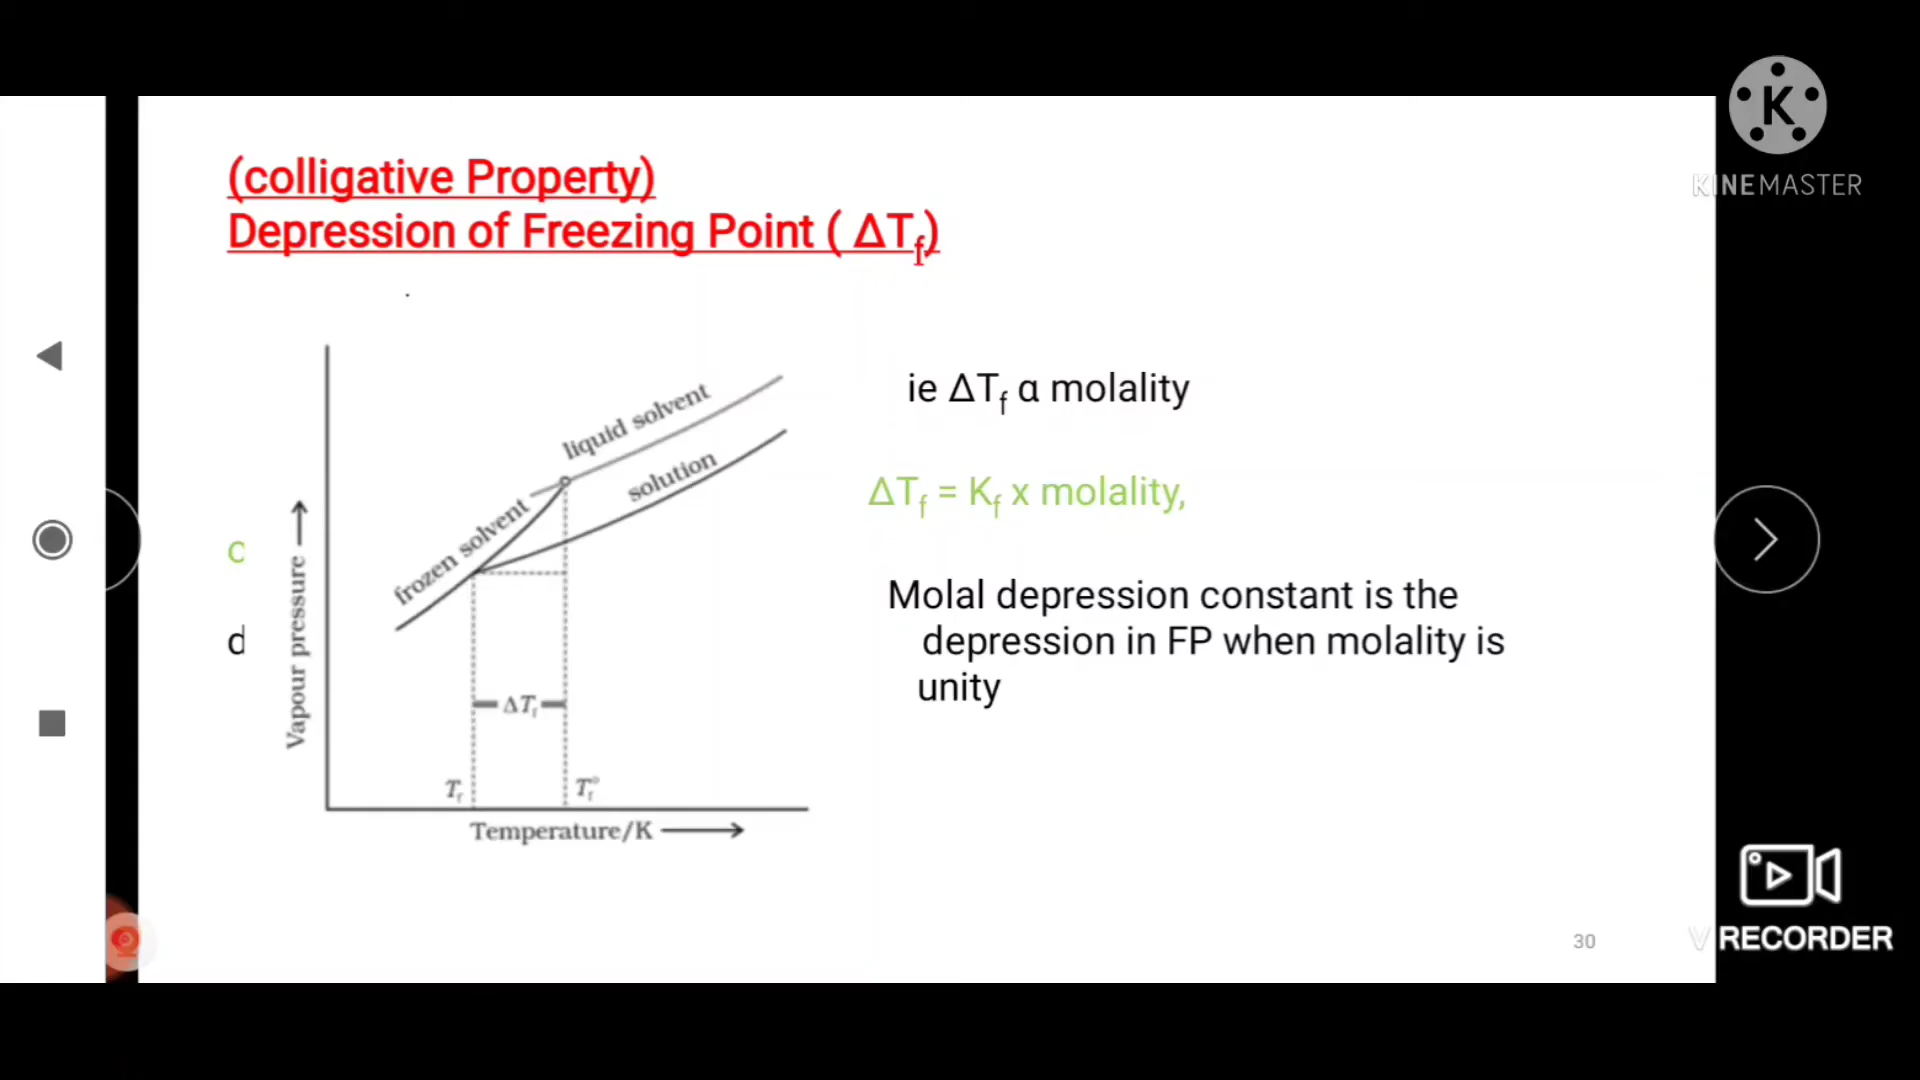 (colligative Property)
Depression of Freezing Point ( ΔTf)
ie ΔTf α molality
ΔTf = Kf x molality,
Molal depression constant is the
depression in FP when molality is
unity
liquid solvent
solution
frozen solvent
Vapour pressure
ΔTf
Tf
Tf°
Temperature/K
d
30
K
KINEMASTER
V RECORDER